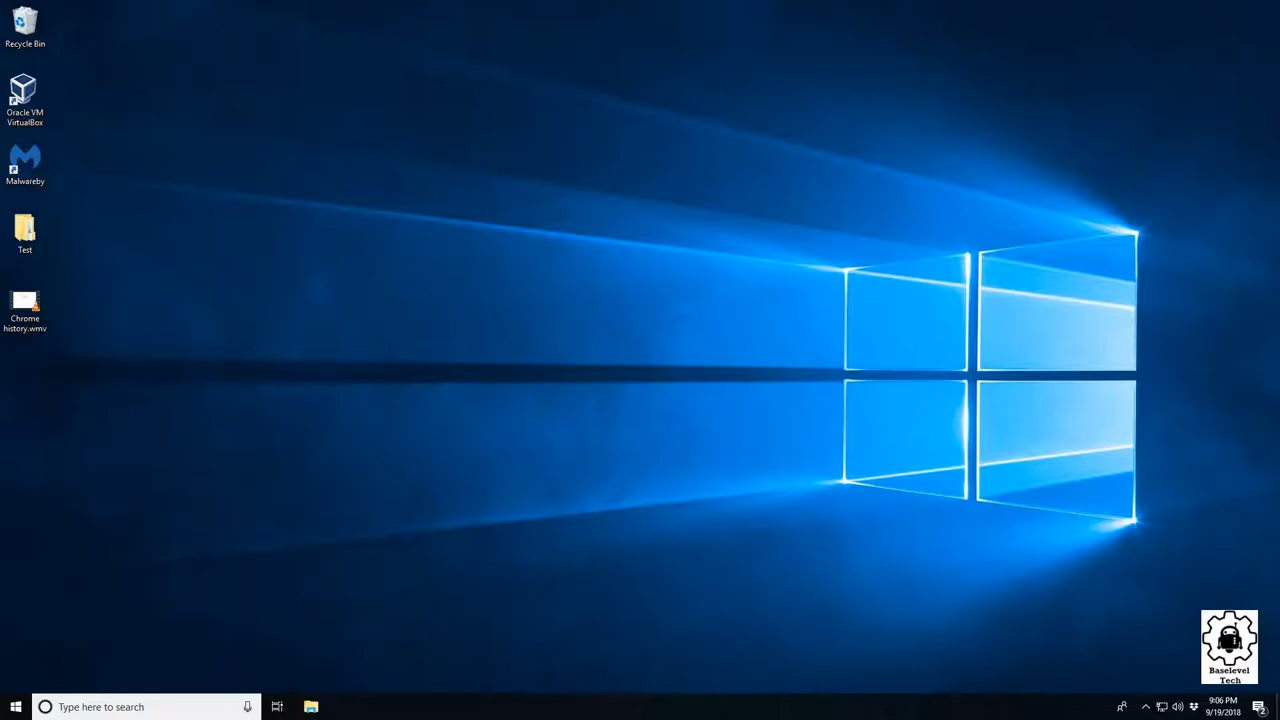 Recycle Bin
Oracle VM
VirtualBox
Malwareby
Test
Chrome
history.wmv
Baselevel
Tech
Type here to search
9:06 PM
9/19/2018
2